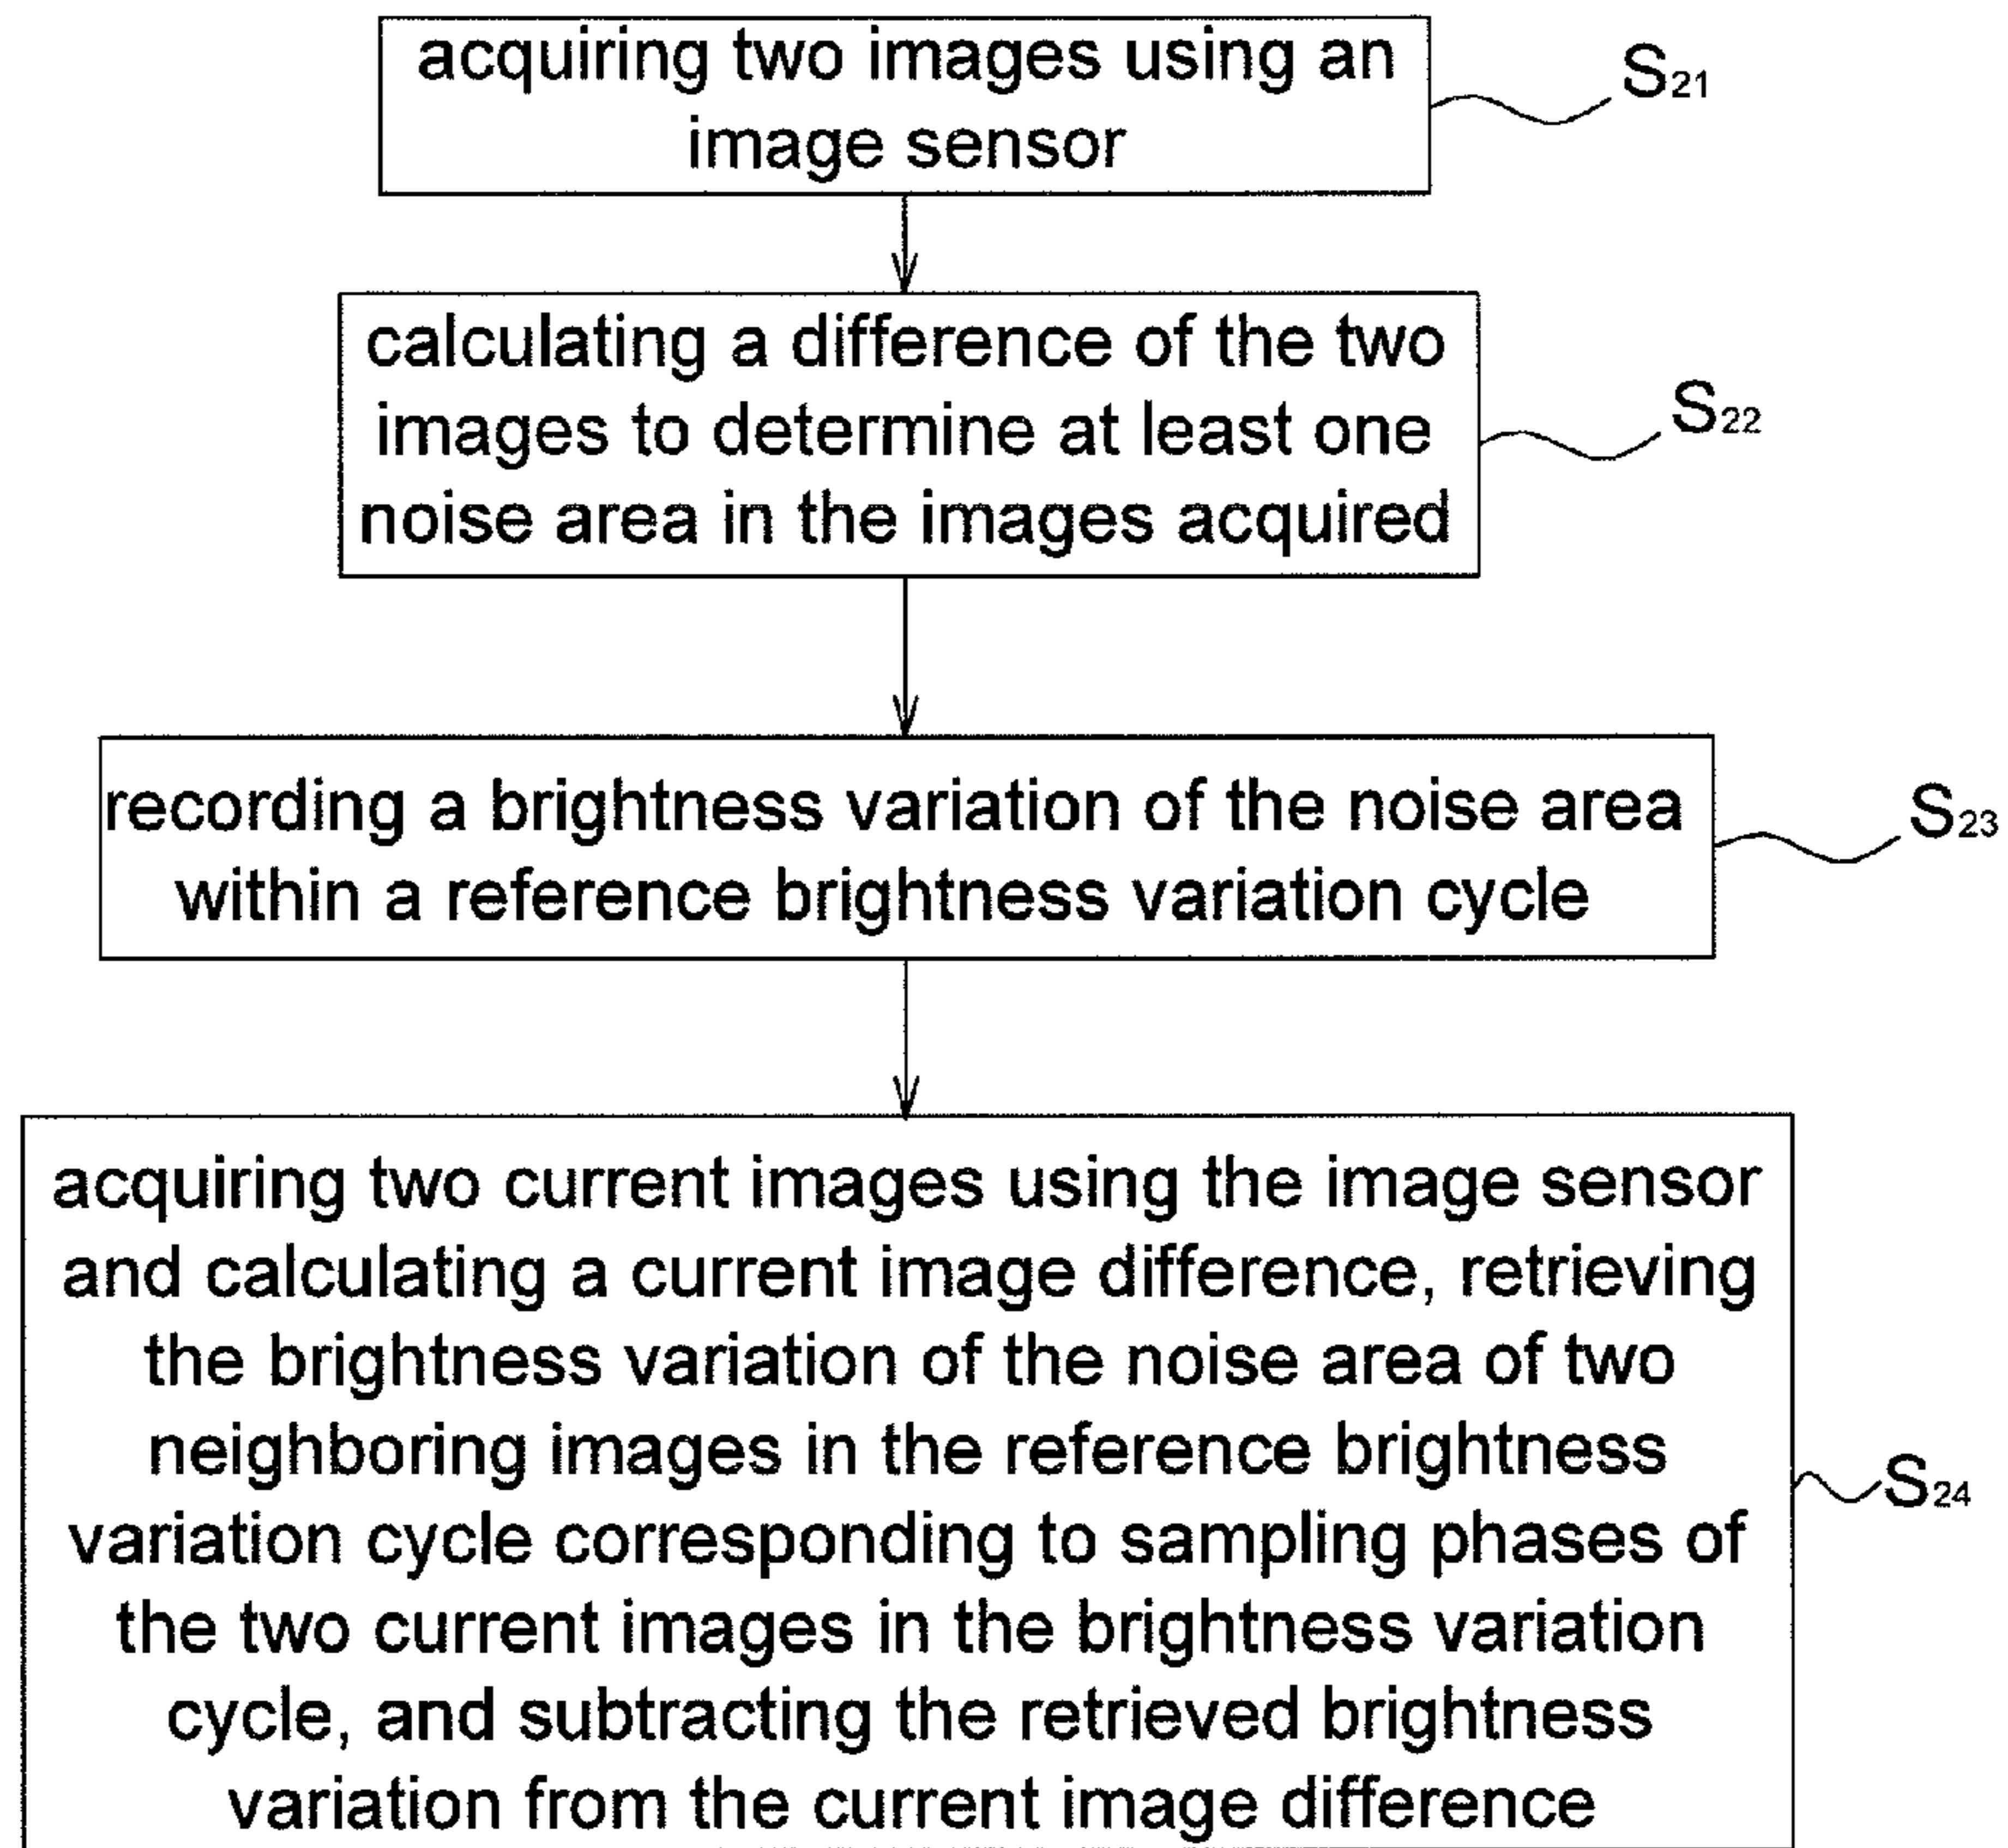 acquiring two images using an
image sensor
S21
calculating a difference of the two
images to determine at least one
noise area in the images acquired
S22
recording a brightness variation of the noise area
within a reference brightness variation cycle
S23
acquiring two current images using the image sensor
and calculating a current image difference, retrieving
the brightness variation of the noise area of two
neighboring images in the reference brightness
variation cycle corresponding to sampling phases of
the two current images in the brightness variation
cycle, and subtracting the retrieved brightness
variation from the current image difference
S24